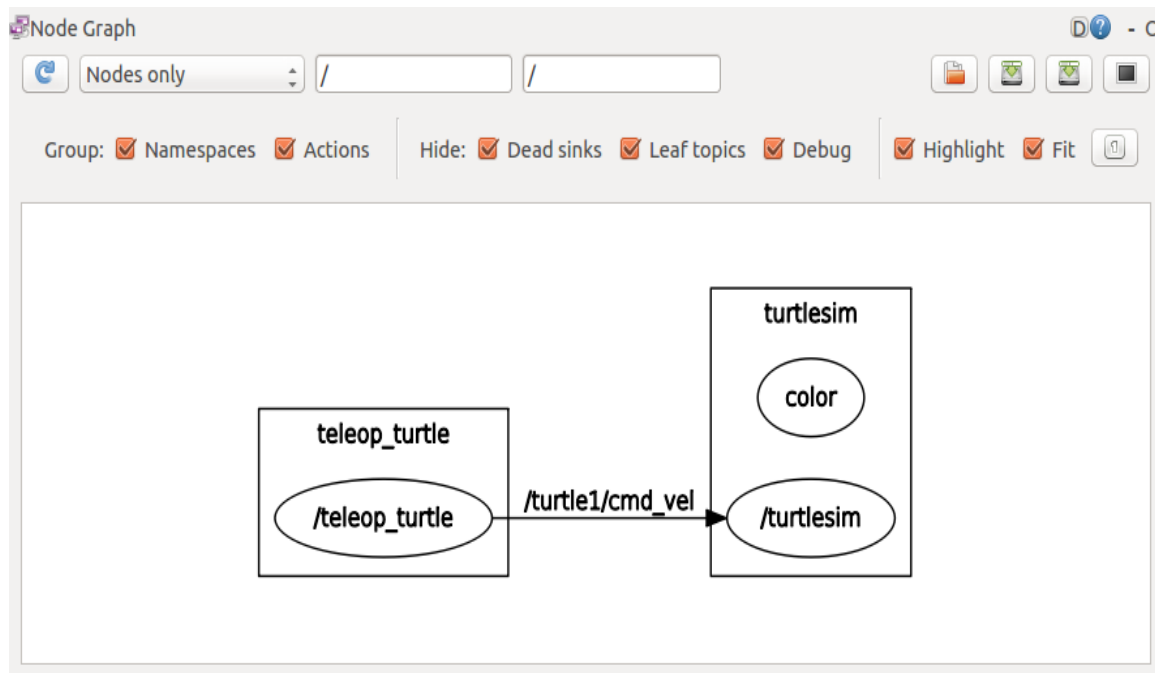 Node Graph D ? - O
Nodes only / /
Group: Namespaces Actions Hide: Dead sinks Leaf topics Debug Highlight Fit
turtlesim
color
teleop_turtle
/teleop_turtle /turtle1/cmd_vel /turtlesim